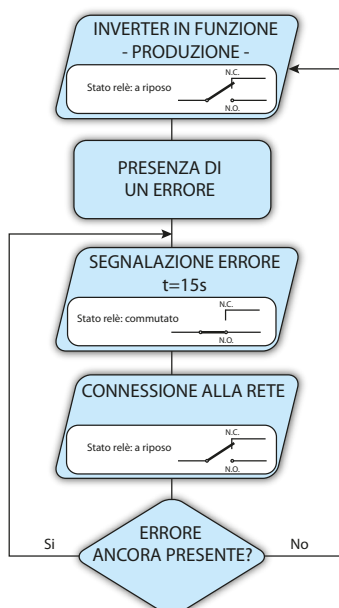 INVERTER IN FUNZIONE
- PRODUZIONE -
N.C.
Stato relè: a riposo
N.O.
PRESENZA DI
UN ERRORE
SEGNALAZIONE ERRORE
t=15s
N.C.
Stato relè: commutato
N.O.
CONNESSIONE ALLA RETE
N.C.
Stato relè: a riposo
N.O.
Si
ERRORE
ANCORA PRESENTE?
No